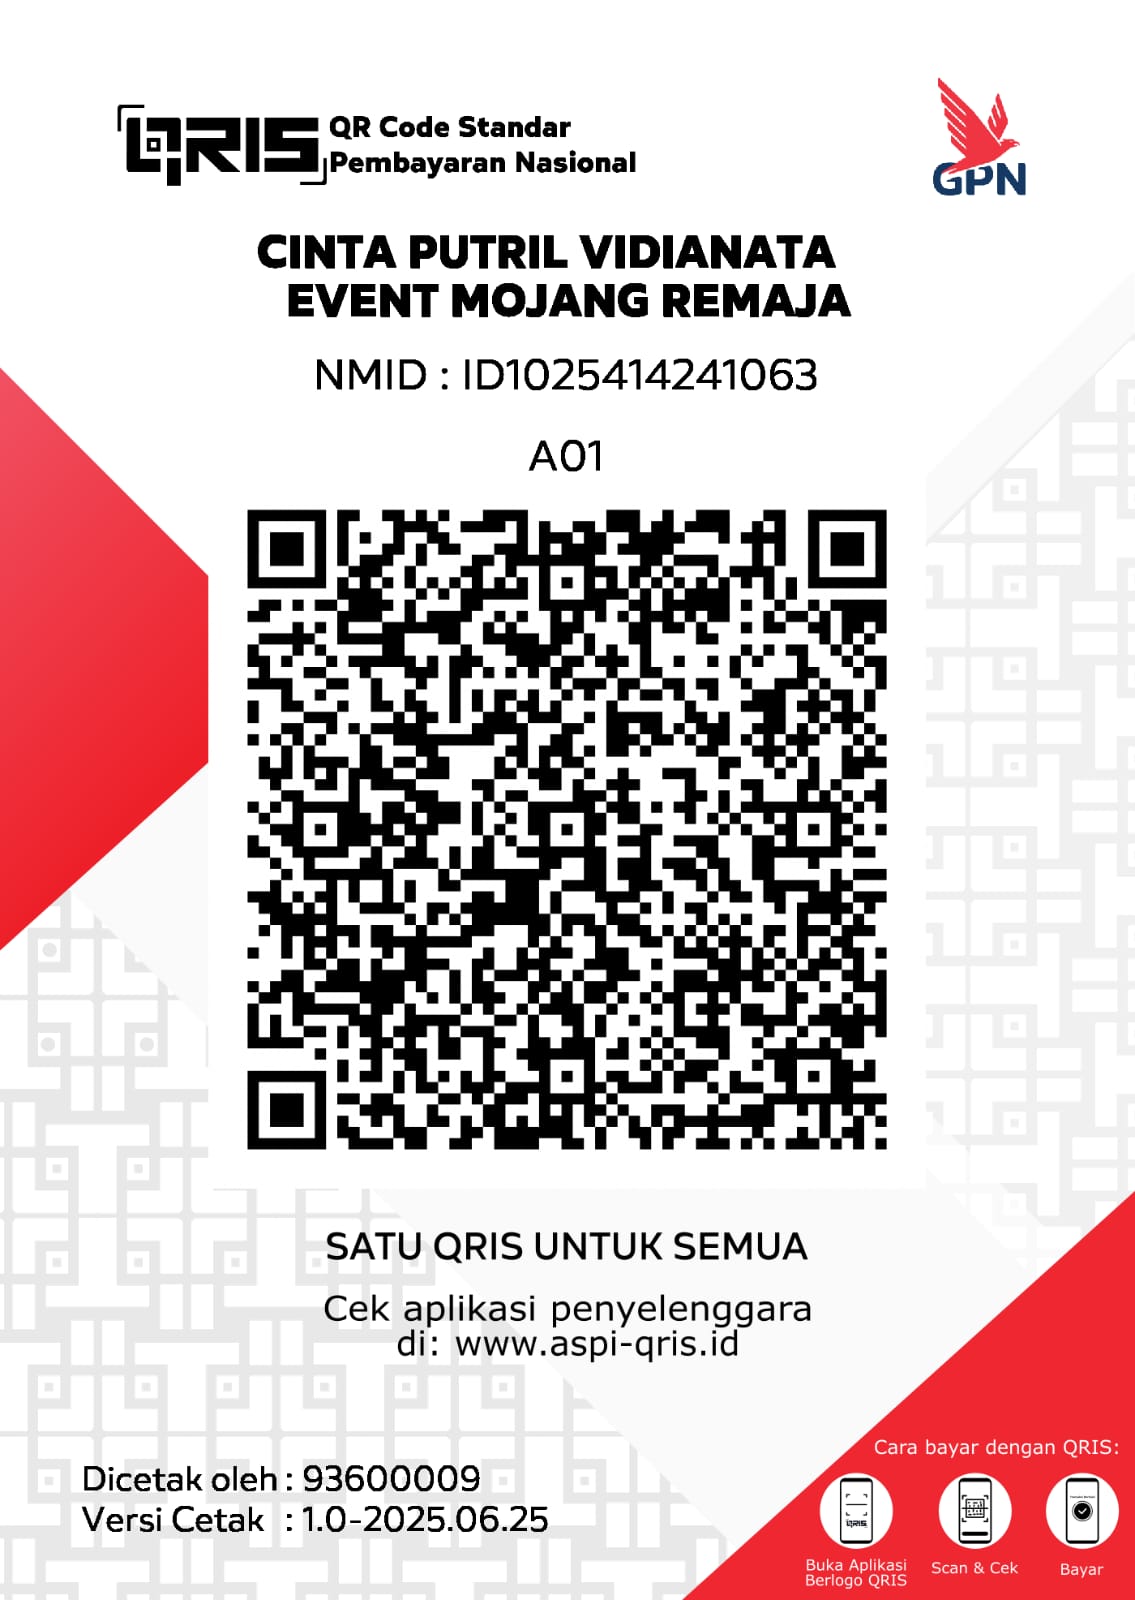 QRIS QR Code Standar
Pembayaran Nasional
GPN
CINTA PUTRIL VIDIANATA
EVENT MOJANG REMAJA
NMID : ID1025414241063
A01
SATU QRIS UNTUK SEMUA
Cek aplikasi penyelenggara
di: www.aspi-qris.id
Dicetak oleh : 93600009
Versi Cetak : 1.0-2025.06.25
Cara bayar dengan QRIS:
QRIS
Buka Aplikasi
Berlogo QRIS
Scan & Cek
Bayar